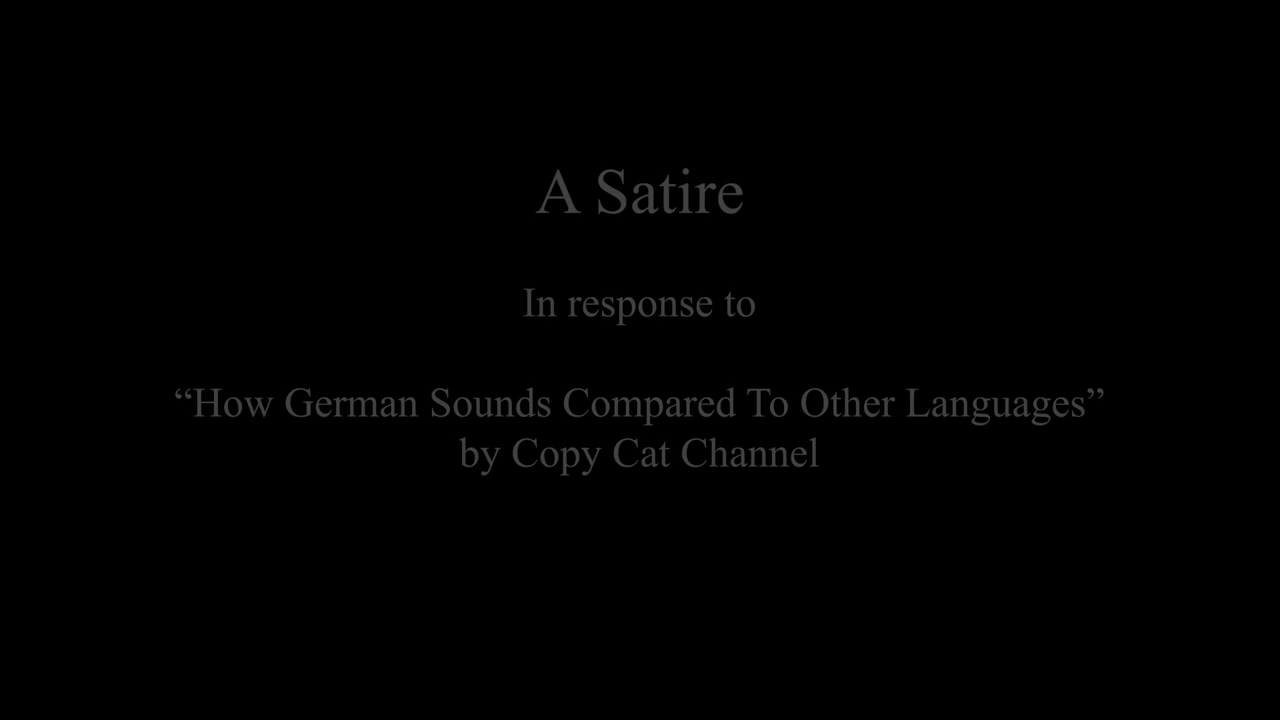 A Satire
In response to
“How German Sounds Compared To Other Languages”
by Copy Cat Channel